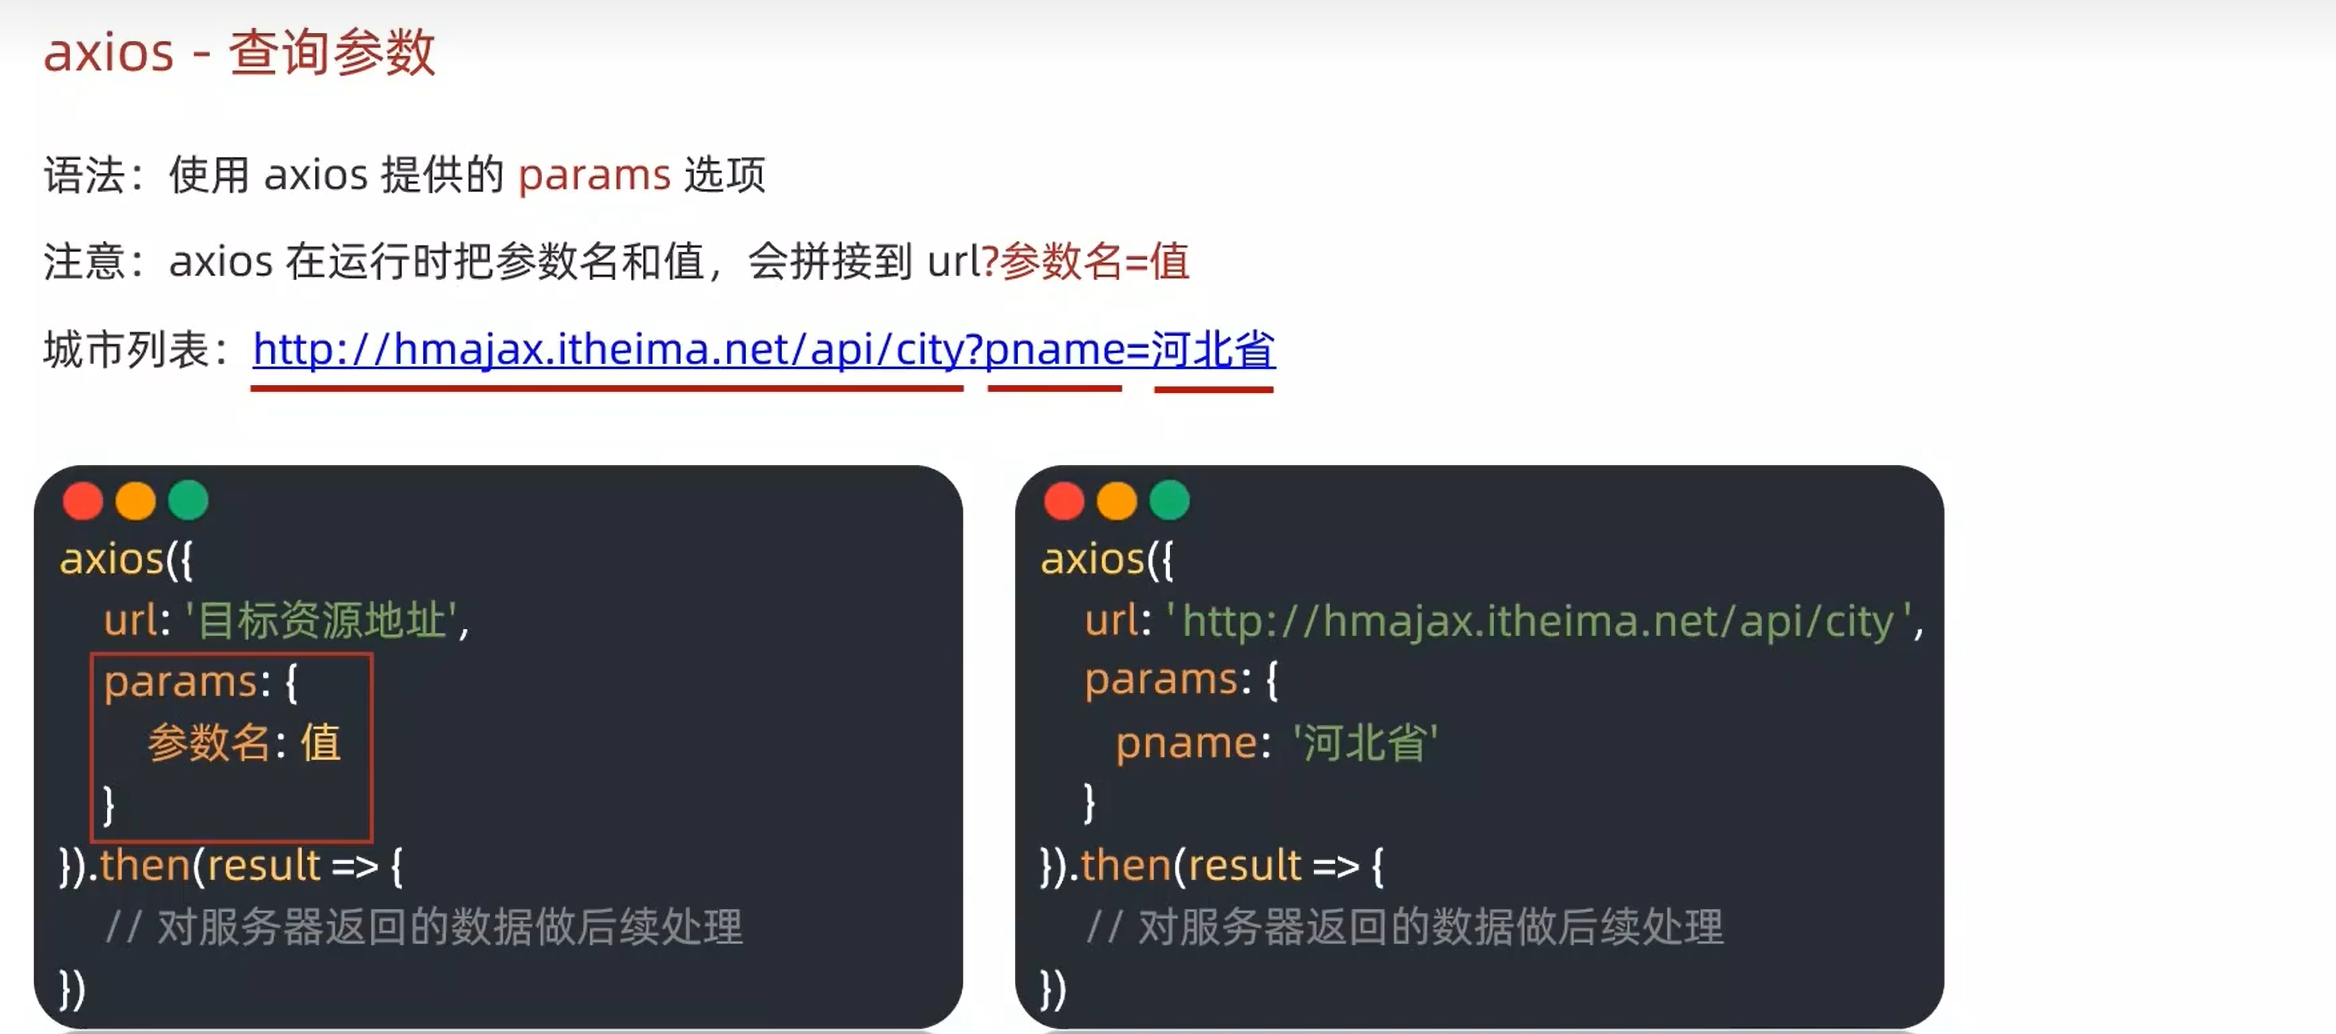 axios - 查询参数
语法：使用 axios 提供的 params 选项
注意：axios 在运行时把参数名和值，会拼接到 url?参数名=值
城市列表：http://hmajax.itheima.net/api/city?pname=河北省
axios({
url: '目标资源地址',
params: {
参数名: 值
}
}).then(result => {
// 对服务器返回的数据做后续处理
})
axios({
url: 'http://hmajax.itheima.net/api/city',
params: {
pname: '河北省'
}
}).then(result => {
// 对服务器返回的数据做后续处理
})